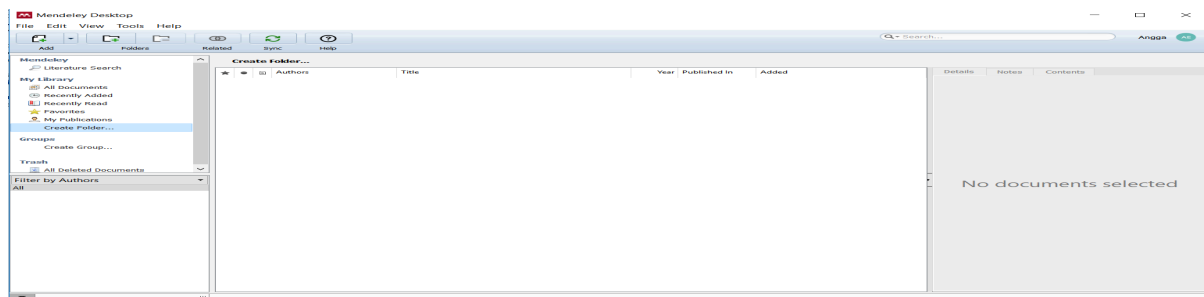 Mendeley Desktop
File Edit View Tools Help
Add Folders Related Sync Help
Search...
Angga AS
Mendeley
Literature Search
My Library
All Documents
Recently Added
Recently Read
Favorites
My Publications
Create Folder...
Groups
Create Group...
Trash
All Deleted Documents
Filter by Authors
All
Create Folder...
Authors Title Year Published In Added
Details Notes Contents
No documents selected